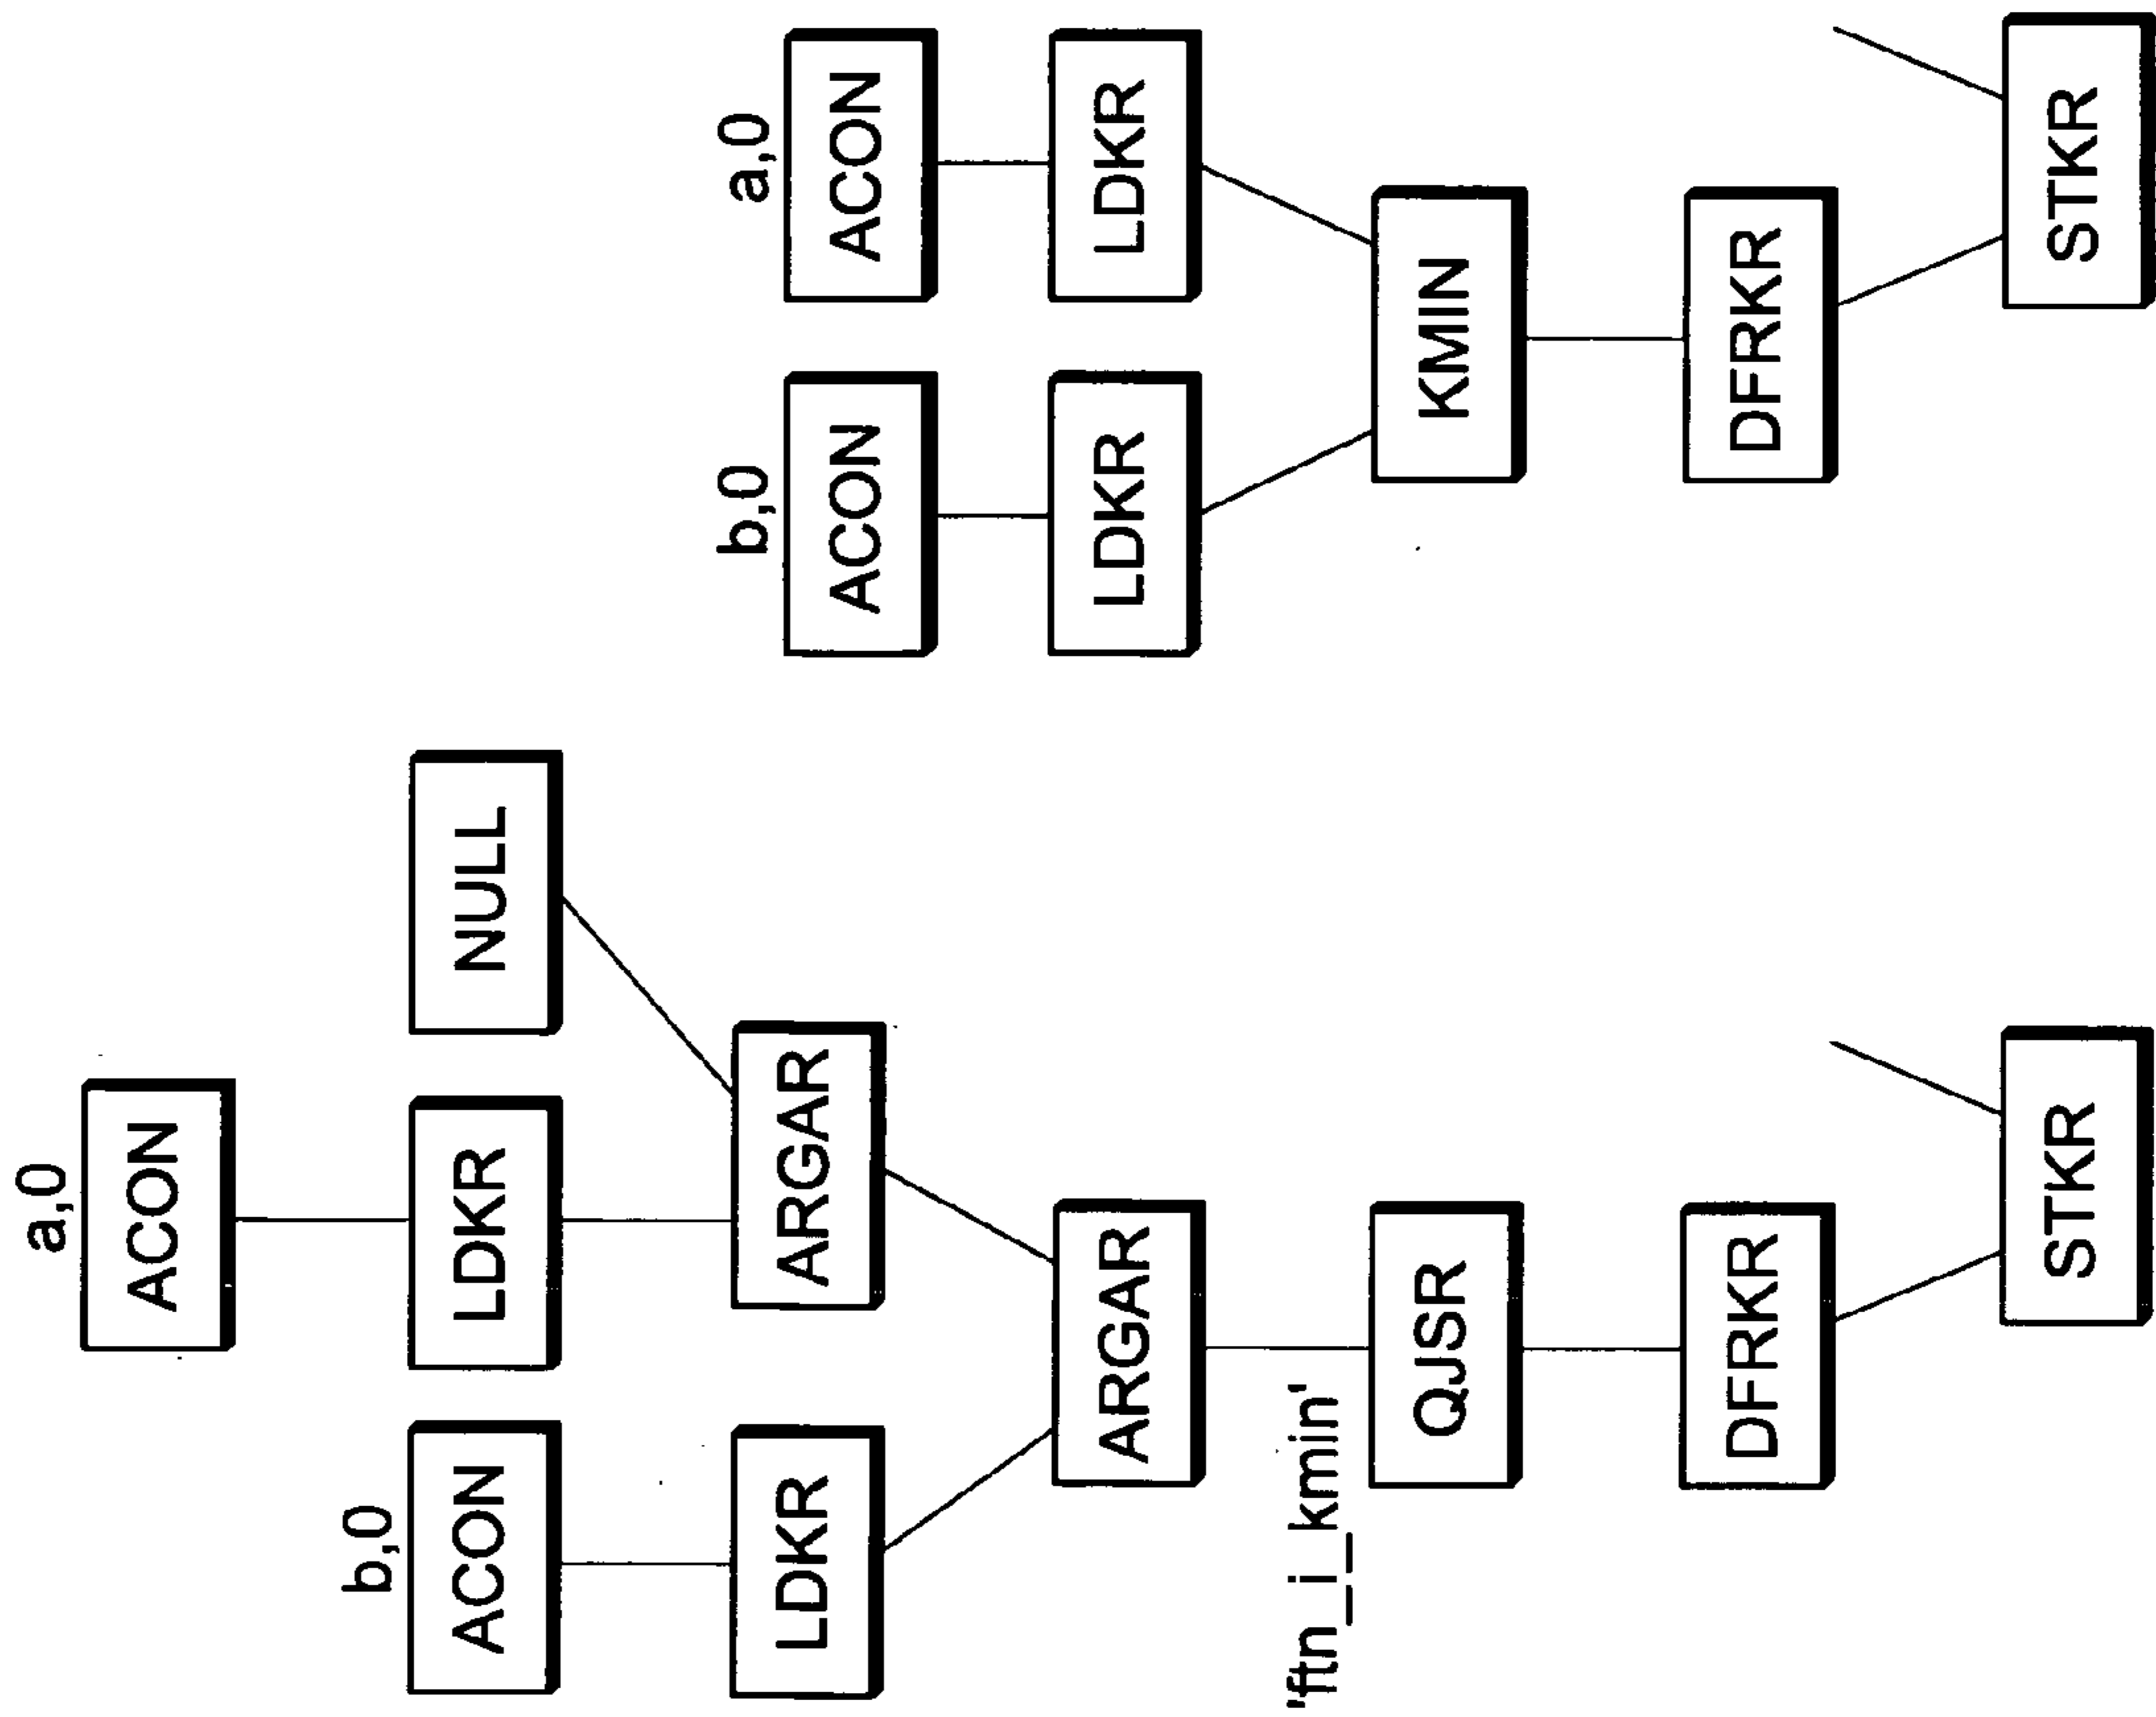 a,0
ACON
b,0
ACON LDKR NULL
LDKR ARGAR
ARGAR
'ftn_i_kmin'
QJSR
DFRKR
STKR
b,0 a,0
ACON ACON
LDKR LDKR
KMIN
DFRKR
STKR